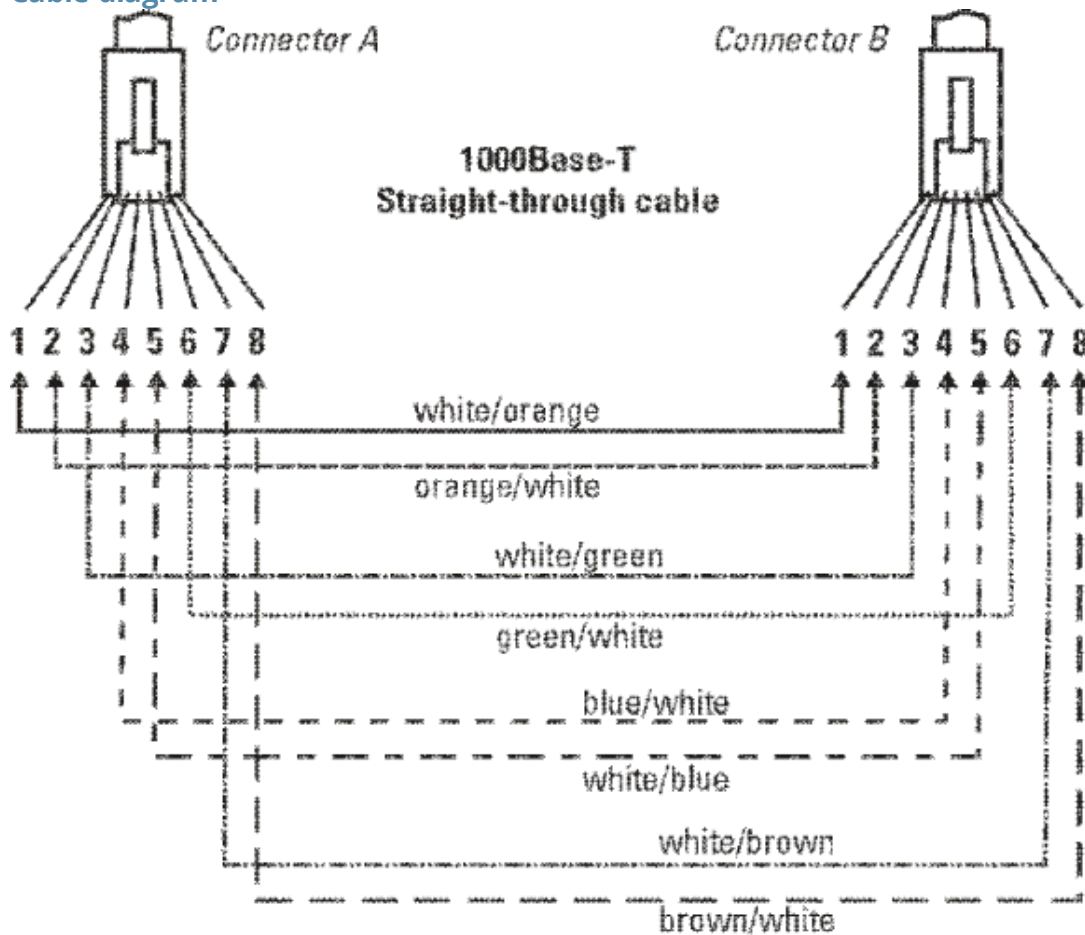 Cable diagram
Connector A
Connector B
1000Base-T
Straight-through cable
1 2 3 4 5 6 7 8
1 2 3 4 5 6 7 8
white/orange
orange/white
white/green
green/white
blue/white
white/blue
white/brown
brown/white